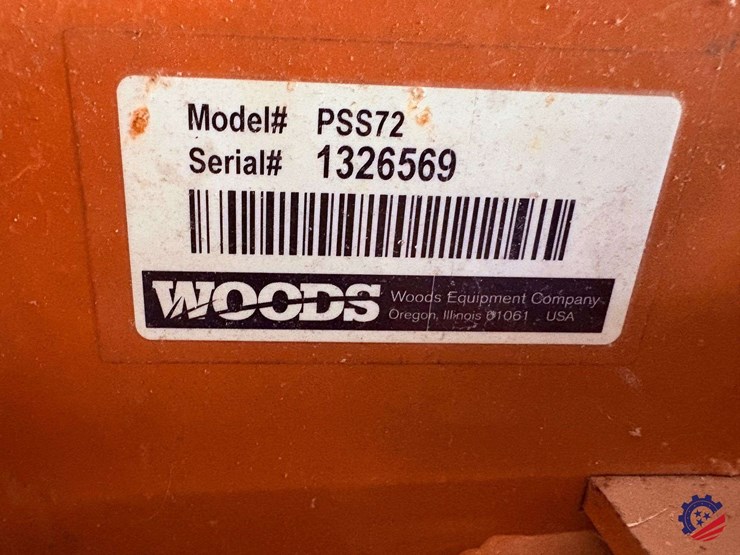 Model# PSS72
Serial# 1326569
WOODS Woods Equipment Company
Oregon, Illinois 61061 USA